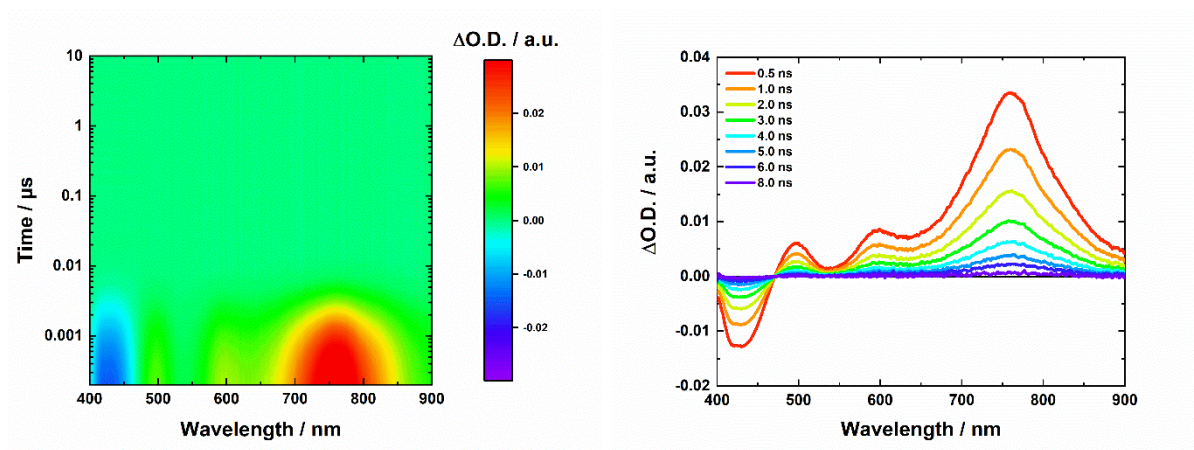 ΔO.D. / a.u.
10
1
0.1
0.01
0.001
Time / μs
400 500 600 700 800 900
Wavelength / nm
0.02
0.01
0.00
-0.01
-0.02
0.04
0.03
0.02
0.01
0.00
-0.01
-0.02
ΔO.D. / a.u.
0.5 ns
1.0 ns
2.0 ns
3.0 ns
4.0 ns
5.0 ns
6.0 ns
8.0 ns
400 500 600 700 800 900
Wavelength / nm